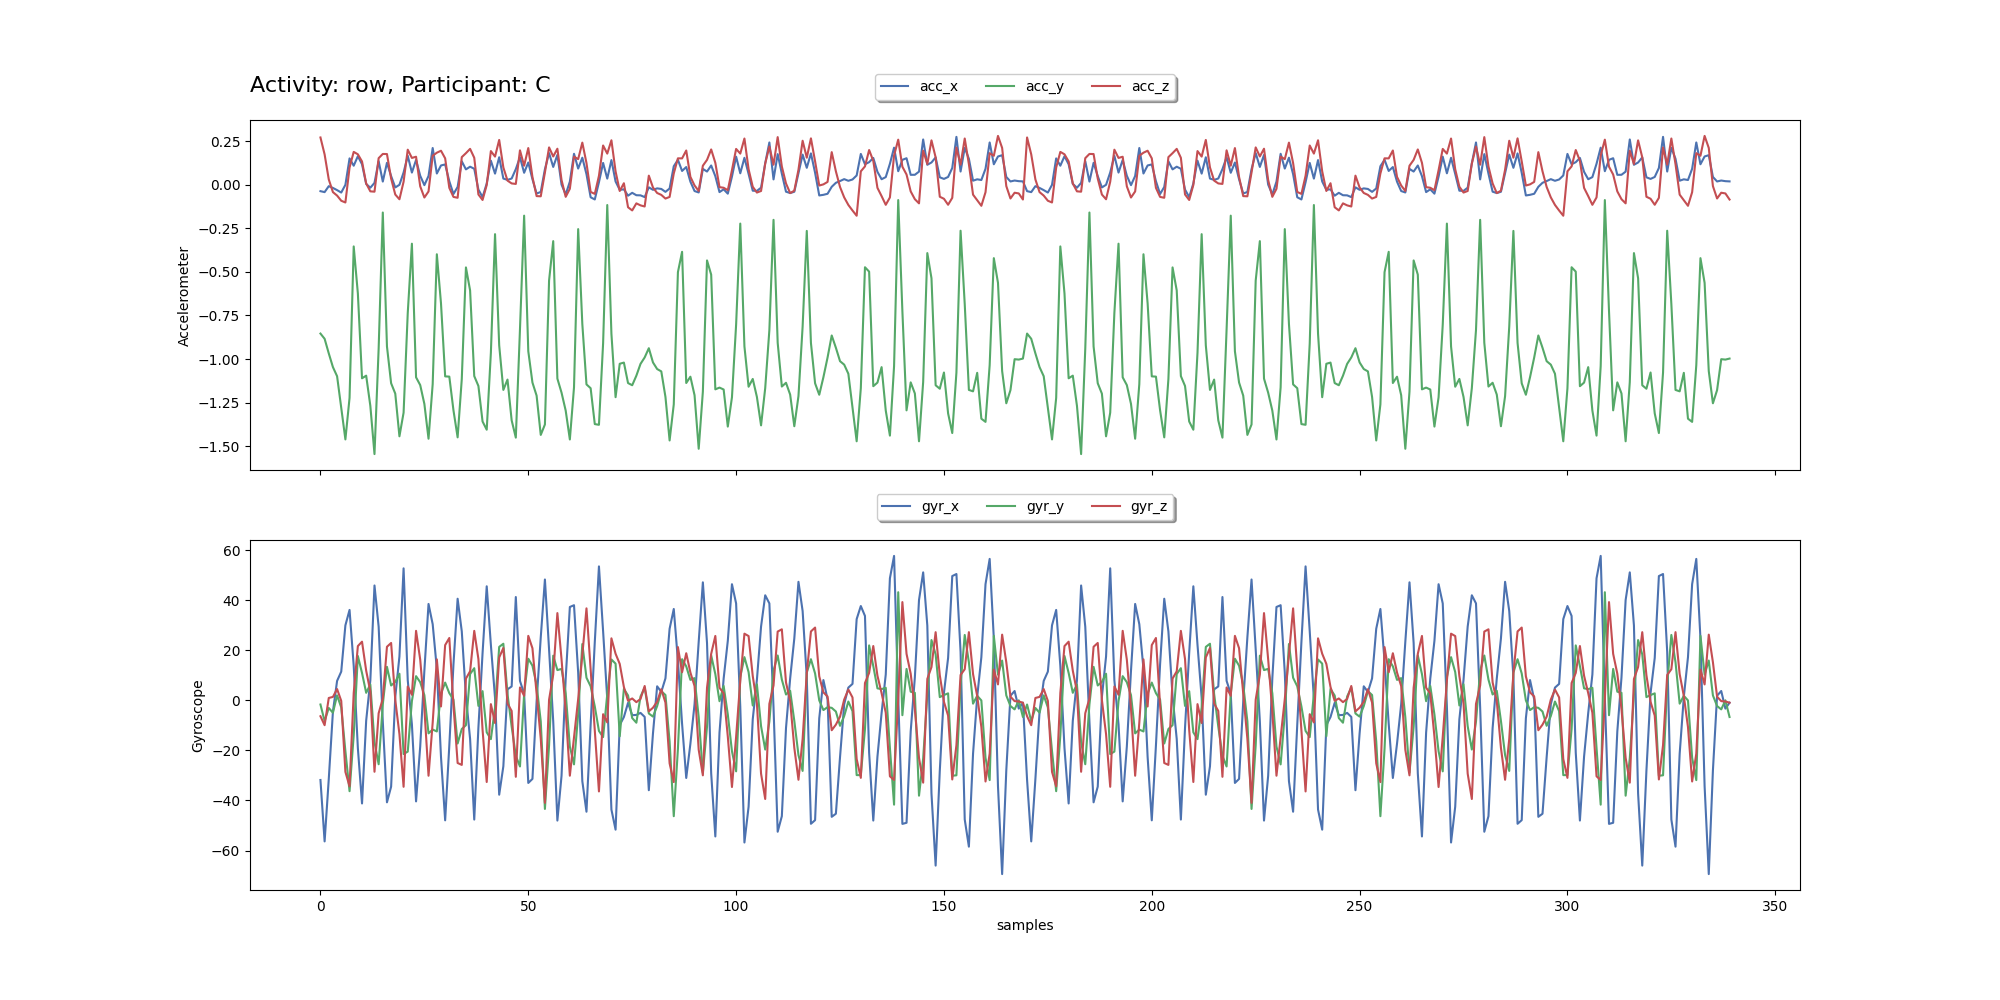 Activity: row, Participant: C
acc_x acc_y acc_z
0.25
0.00
−0.25
−0.50
−0.75
−1.00
−1.25
−1.50
Accelerometer
gyr_x gyr_y gyr_z
60
40
20
0
−20
−40
−60
Gyroscope
0 50 100 150 200 250 300 350
samples